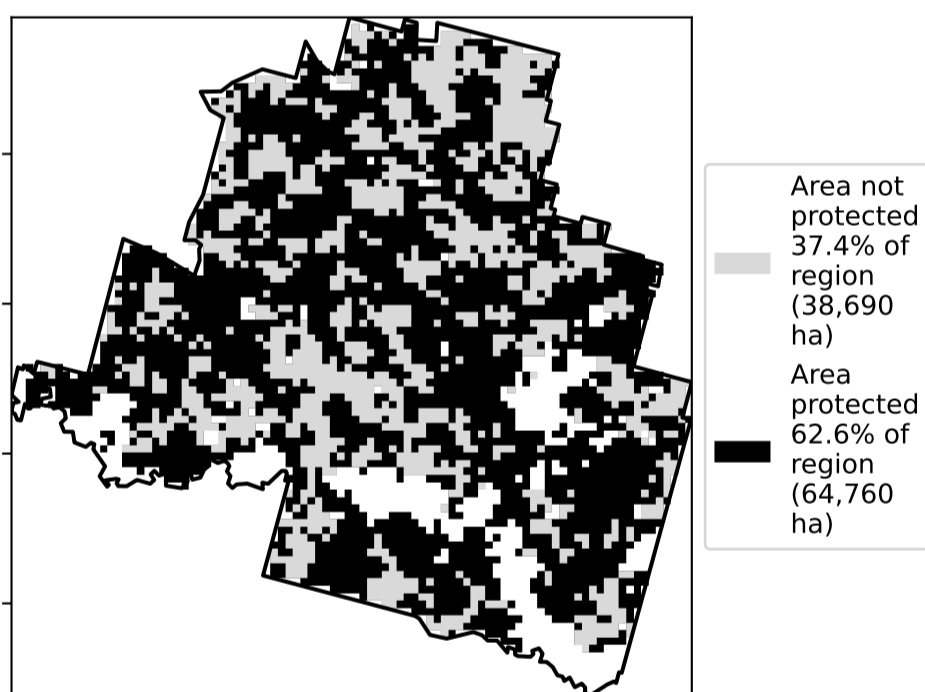 Area not
protected
37.4% of
region
(38,690
ha)
Area
protected
62.6% of
region
(64,760
ha)